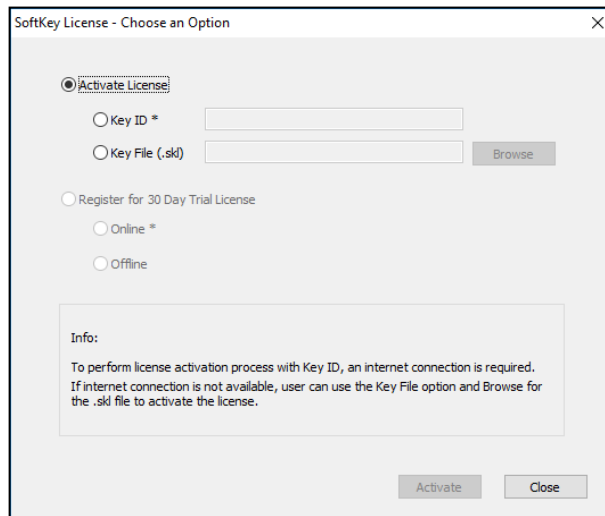 SoftKey License - Choose an Option
Activate License
Key ID *
Key File (.skl)
Browse
Register for 30 Day Trial License
Online *
Offline
Info:
To perform license activation process with Key ID, an internet connection is required.
If internet connection is not available, user can use the Key File option and Browse for
the .skl file to activate the license.
Activate
Close